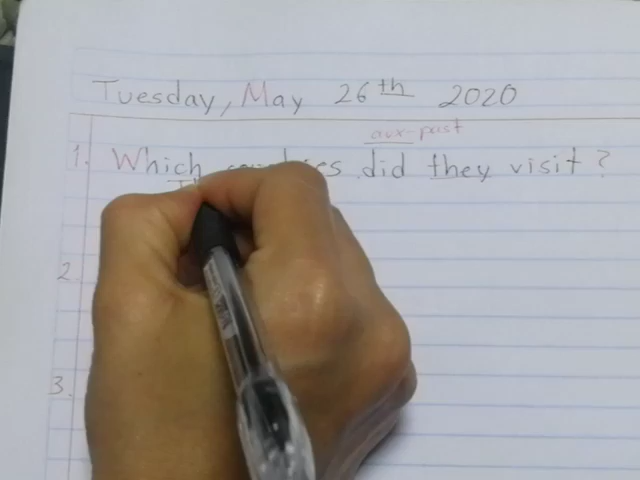 Tuesday, May 26th 2020
aux-past
1. Which did they visit?
2.
3.